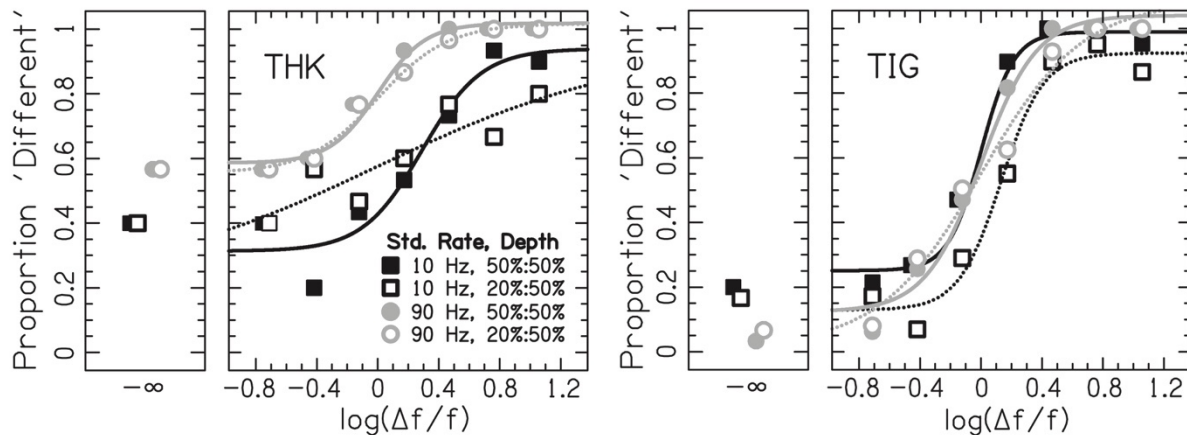 Proportion 'Different'
1
0.8
0.6
0.4
0.2
0
−∞
THK
Std. Rate, Depth
10 Hz, 50%:50%
10 Hz, 20%:50%
90 Hz, 50%:50%
90 Hz, 20%:50%
−0.8 −0.4 0 0.4 0.8 1.2
log(Δf/f)
Proportion 'Different'
1
0.8
0.6
0.4
0.2
0
−∞
TIG
−0.8 −0.4 0 0.4 0.8 1.2
log(Δf/f)